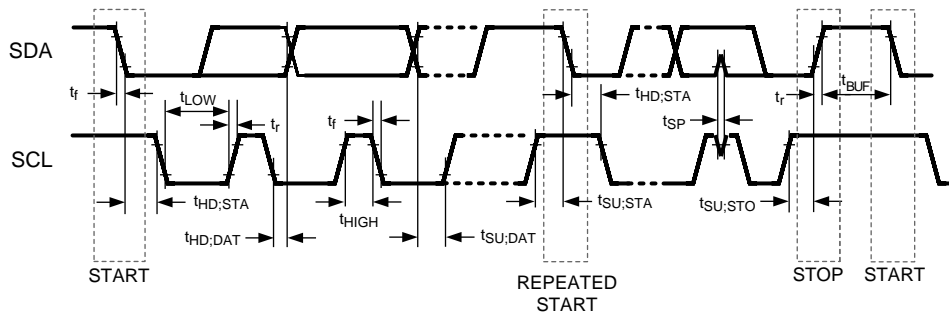 SDA
t_f
t_LOW
t_r
t_f
t_HD;STA
t_SP
t_r
t_BUF
SCL
t_HD;STA
t_HD;DAT
t_HIGH
t_SU;DAT
t_SU;STA
t_SU;STO
START
REPEATED
START
STOP
START